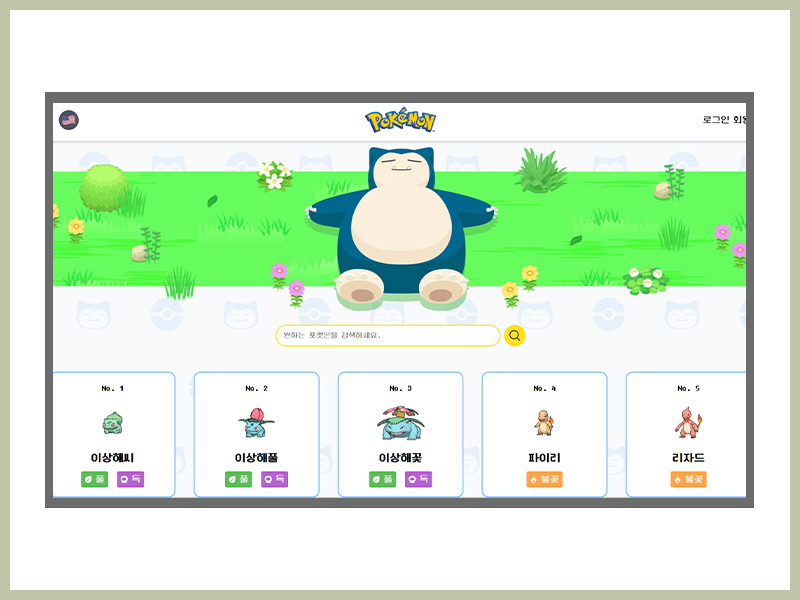 POKéMON
로그인 회원
원하는 포켓몬을 검색하세요.
No. 1
No. 2
No. 3
No. 4
No. 5
이상해씨
이상해풀
이상해꽃
파이리
리자드
풀 독
풀 독
풀 독
불꽃
불꽃